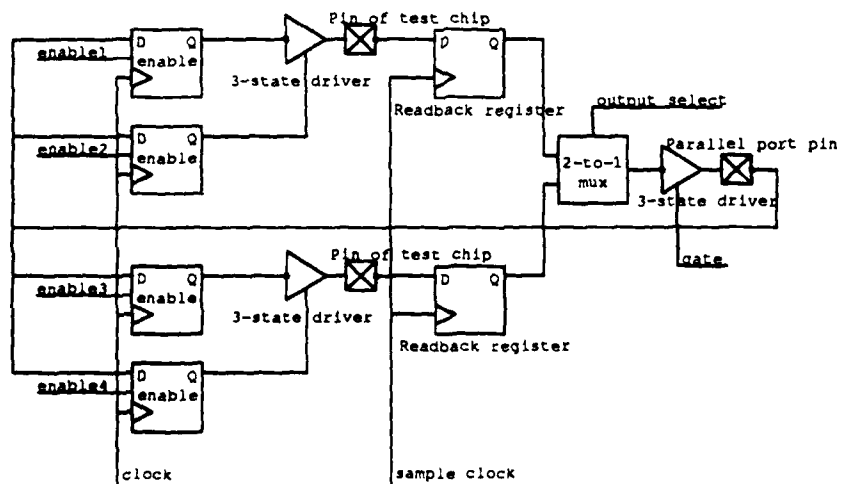 Pin of test chip
D Q
enable1
enable
3-state driver
D Q
Readback register
output select
D Q
enable2
enable
Parallel port pin
2-to-1
mux
3-state driver
Pin of test chip
gate
D Q
enable3
enable
3-state driver
D Q
Readback register
D Q
enable4
enable
clock
sample clock